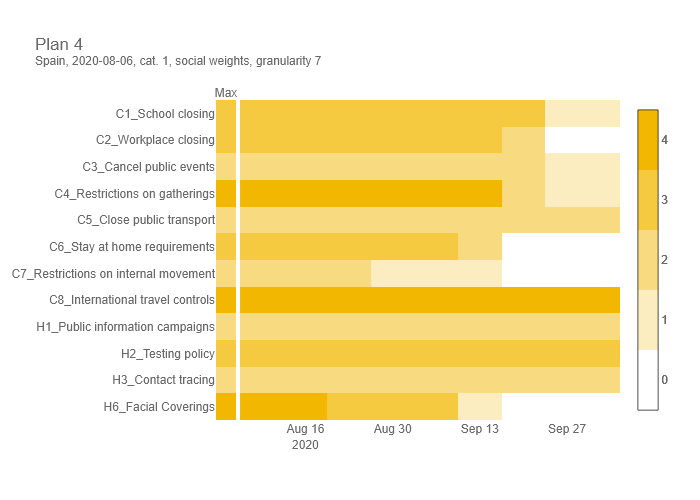 Plan 4
Spain, 2020-08-06, cat. 1, social weights, granularity 7
Max
C1_School closing
C2_Workplace closing
C3_Cancel public events
C4_Restrictions on gatherings
C5_Close public transport
C6_Stay at home requirements
C7_Restrictions on internal movement
C8_International travel controls
H1_Public information campaigns
H2_Testing policy
H3_Contact tracing
H6_Facial Coverings
Aug 16 Aug 30 Sep 13 Sep 27
2020
4
3
2
1
0